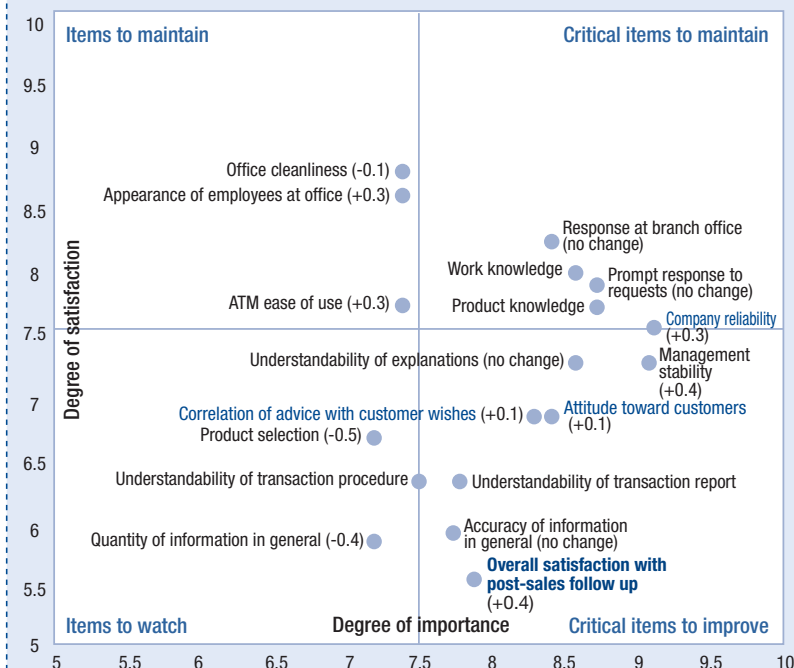 10
Items to maintain
Critical items to maintain
9.5
9
Office cleanliness (-0.1)
Appearance of employees at office (+0.3)
8.5
Response at branch office
(no change)
8
Work knowledge
Prompt response to
requests (no change)
ATM ease of use (+0.3)
Product knowledge
Company reliability
(+0.3)
7.5
Degree of satisfaction
Understandability of explanations (no change)
Management
stability
(+0.4)
7
Correlation of advice with customer wishes (+0.1)
Attitude toward customers
(+0.1)
Product selection (-0.5)
6.5
Understandability of transaction procedure
Understandability of transaction report
6
Quantity of information in general (-0.4)
Accuracy of information
in general (no change)
Overall satisfaction with
post-sales follow up
(+0.4)
5.5
Items to watch
Degree of importance
Critical items to improve
5
5 5.5 6 6.5 7 7.5 8 8.5 9 9.5 10